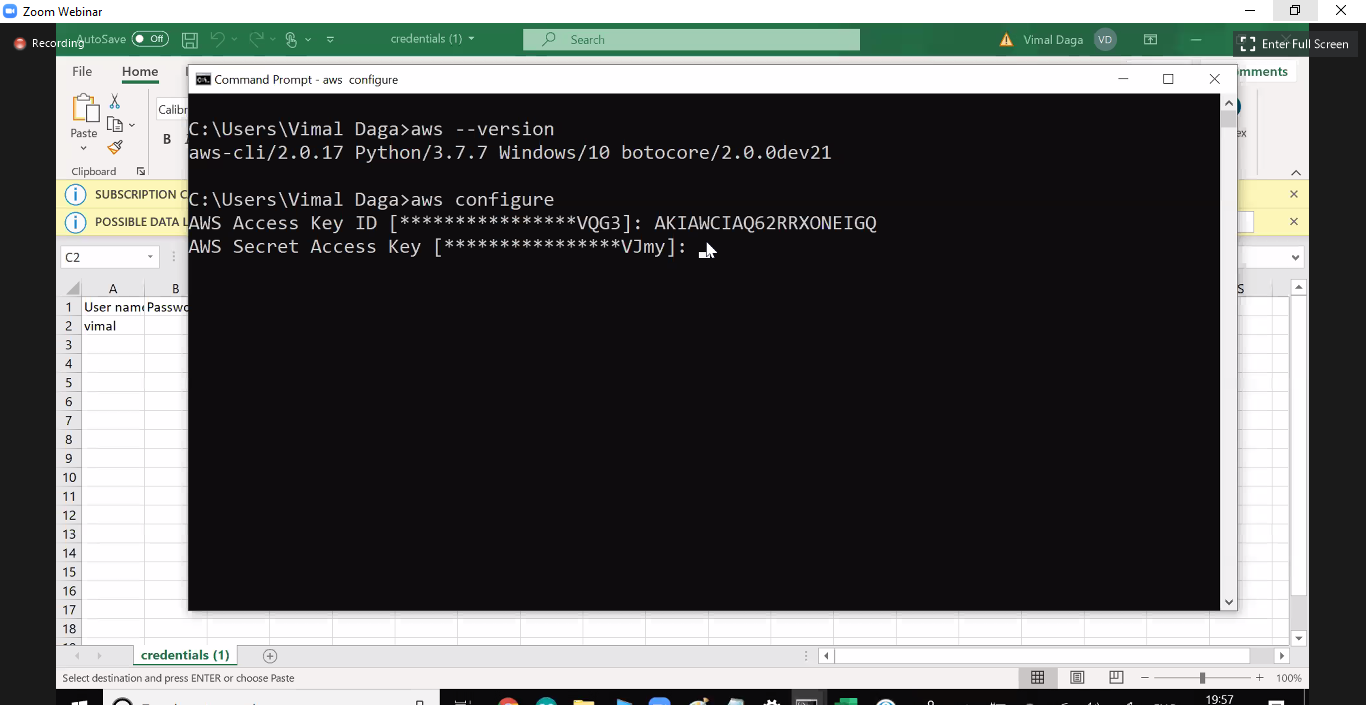 Zoom Webinar
Recording
AutoSave Off
credentials (1)
Search
Vimal Daga VD
Enter Full Screen
File Home
Command Prompt - aws configure
mments
Paste
Calibr
B
Clipboard
C:\Users\Vimal Daga>aws --version
aws-cli/2.0.17 Python/3.7.7 Windows/10 botocore/2.0.0dev21
SUBSCRIPTION C
C:\Users\Vimal Daga>aws configure
POSSIBLE DATA L
AWS Access Key ID [****************VQG3]: AKIAWCIAQ62RRXONEIGQ
AWS Secret Access Key [****************VJmy]:
C2
A B S
1 User nam Passwo
2 vimal
3
4
5
6
7
8
9
10
11
12
13
14
15
16
17
18
credentials (1)
Select destination and press ENTER or choose Paste
100%
19:57